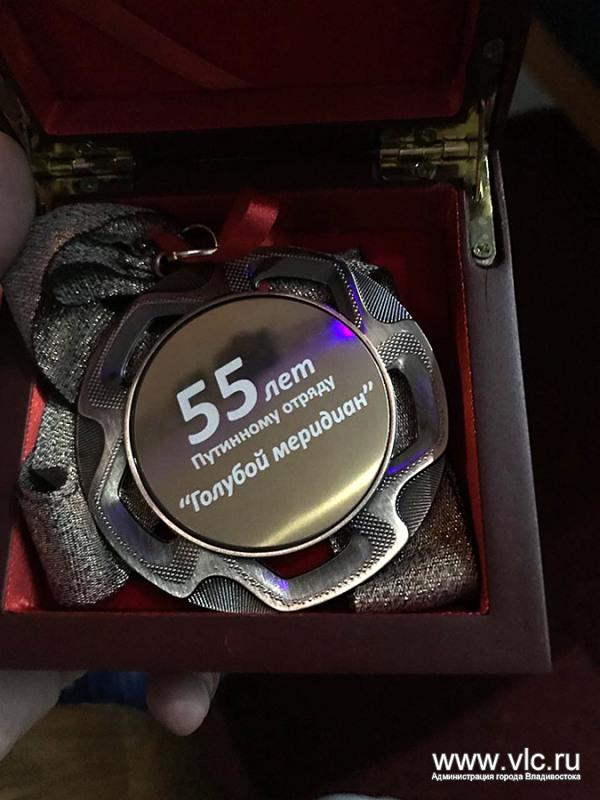 55 лет
Путинному отряду
“Голубой меридиан”
www.vlc.ru
Администрация города Владивостока